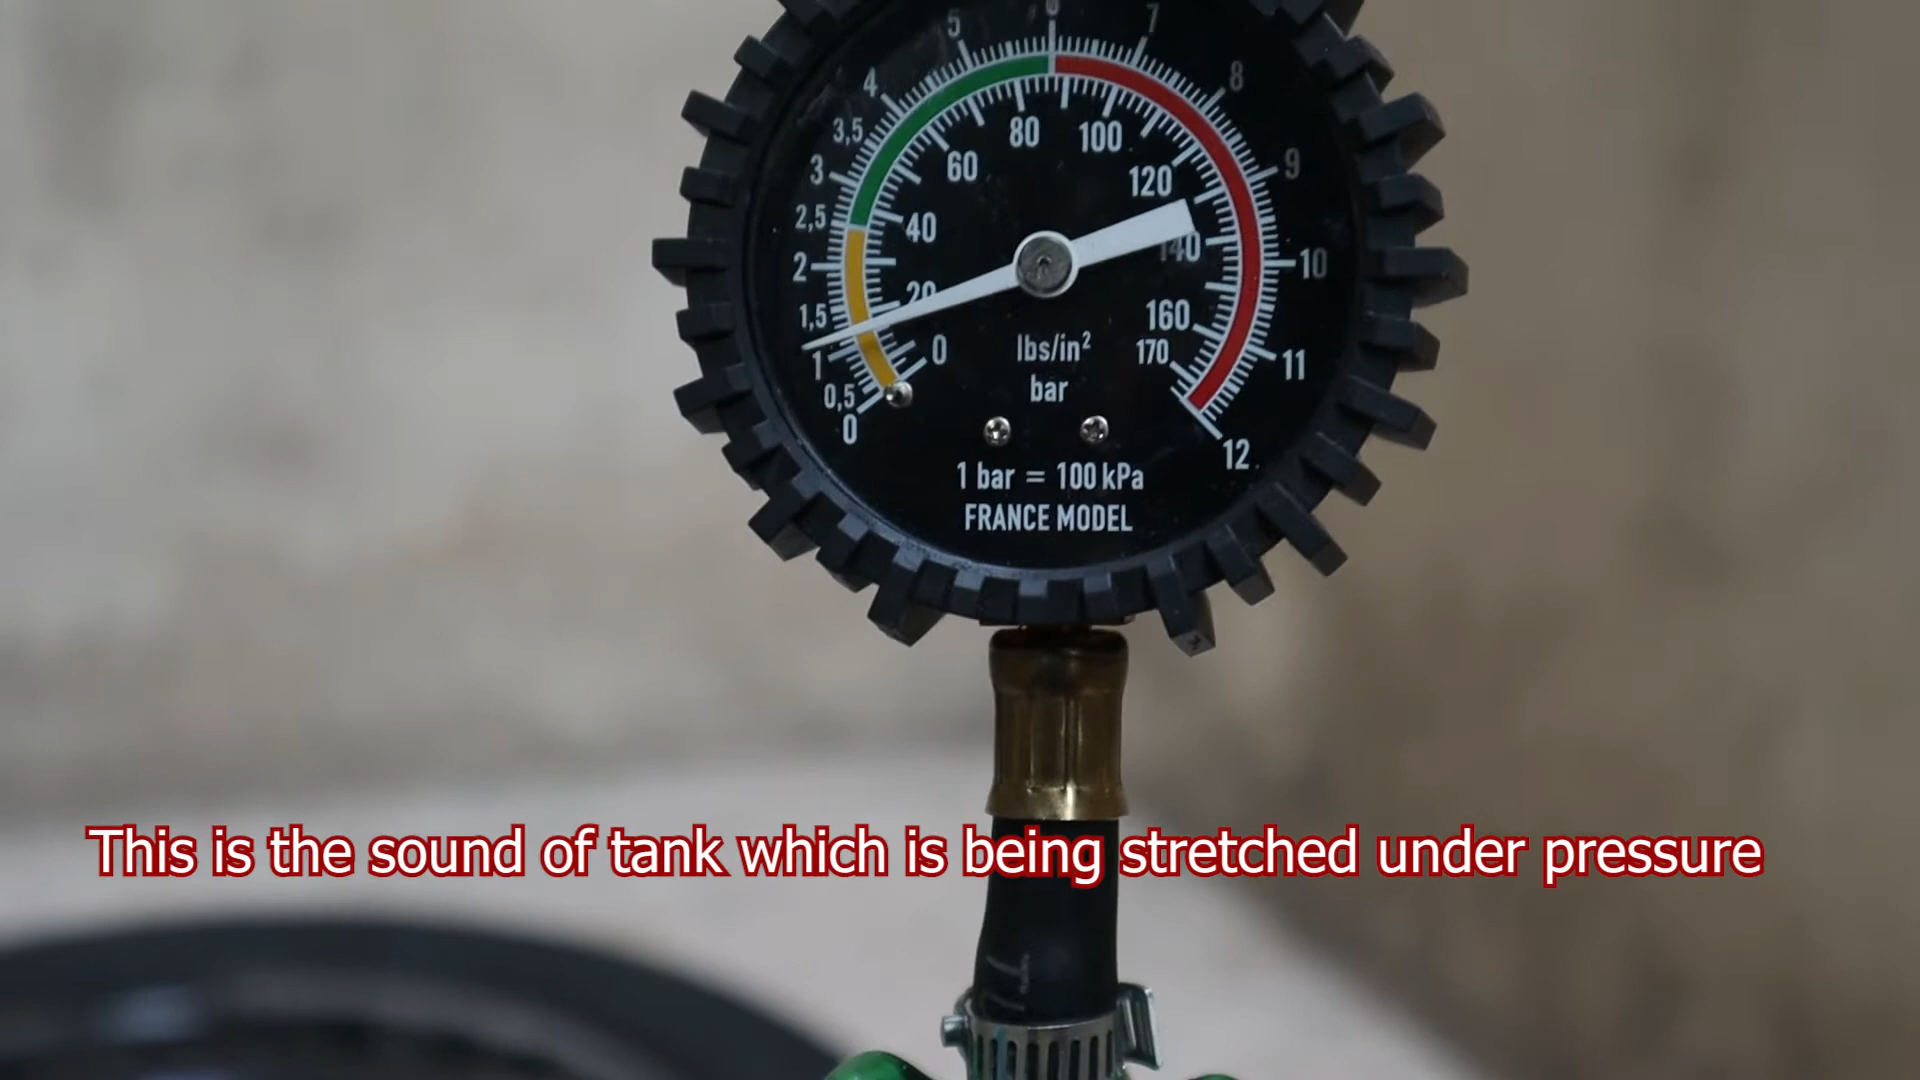 5 6 7
4 8
3,5 80 100
3 60 120 9
2,5 40 140
2 10
20
1,5 160
1 0 lbs/in² 170 11
0,5 bar
0 12
1 bar = 100 kPa
FRANCE MODEL
This is the sound of tank which is being stretched under pressure